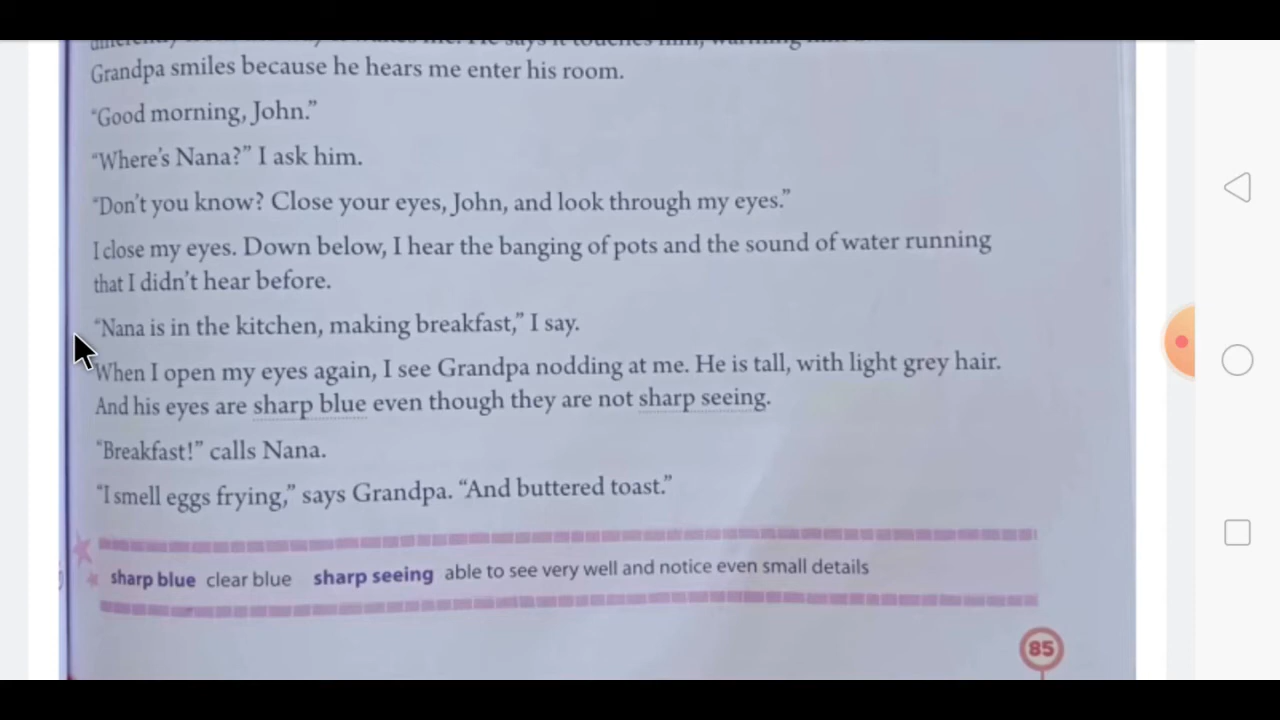 Grandpa smiles because he hears me enter his room.
“Good morning, John.”
“Where's Nana?” I ask him.
“Don't you know? Close your eyes, John, and look through my eyes.”
I close my eyes. Down below, I hear the banging of pots and the sound of water running
that I didn't hear before.
“Nana is in the kitchen, making breakfast,” I say.
When I open my eyes again, I see Grandpa nodding at me. He is tall, with light grey hair.
And his eyes are sharp blue even though they are not sharp seeing.
“Breakfast!” calls Nana.
“I smell eggs frying,” says Grandpa. “And buttered toast.”
sharp blue clear blue sharp seeing able to see very well and notice even small details
85